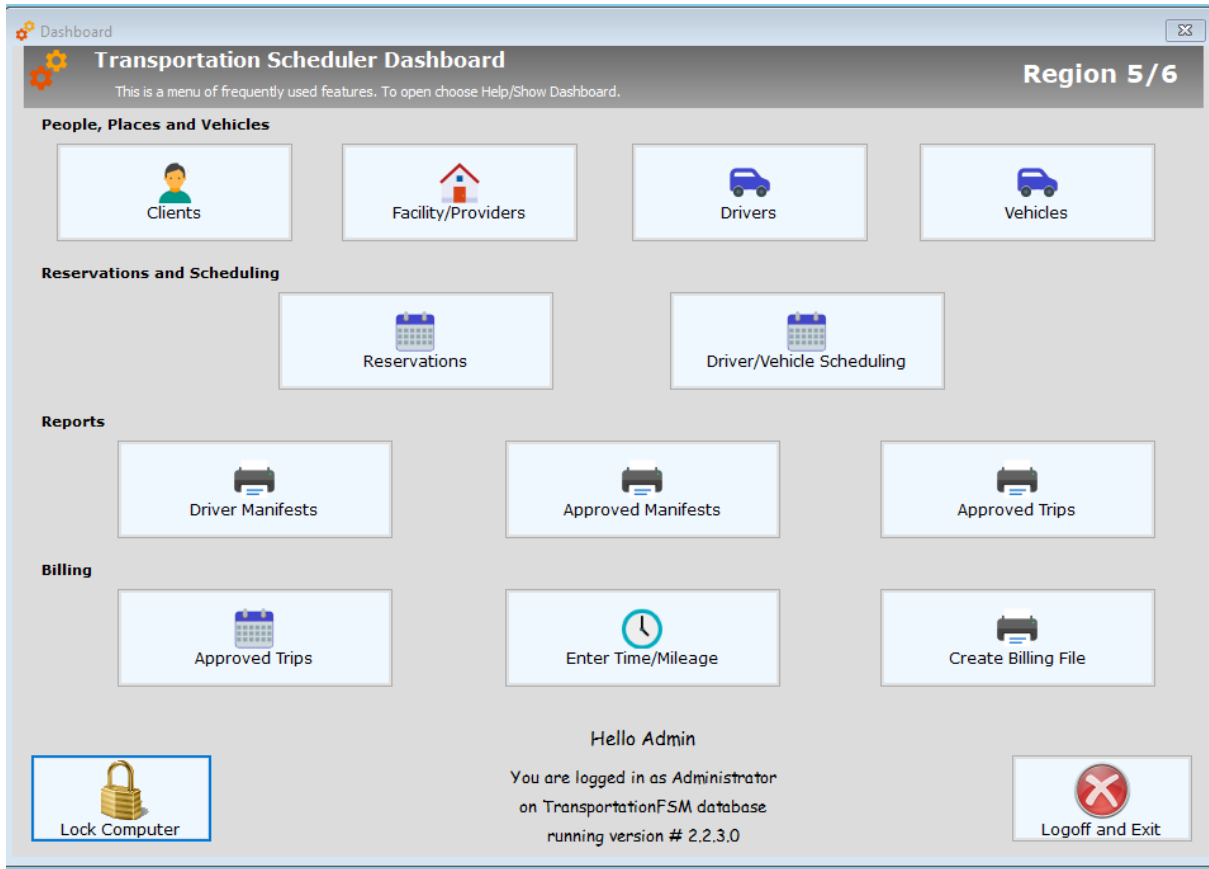 Dashboard
Transportation Scheduler Dashboard
Region 5/6
This is a menu of frequently used features. To open choose Help/Show Dashboard.
People, Places and Vehicles
Clients
Facility/Providers
Drivers
Vehicles
Reservations and Scheduling
Reservations
Driver/Vehicle Scheduling
Reports
Driver Manifests
Approved Manifests
Approved Trips
Billing
Approved Trips
Enter Time/Mileage
Create Billing File
Hello Admin
You are logged in as Administrator
on TransportationFSM database
running version # 2.2.3.0
Lock Computer
Logoff and Exit